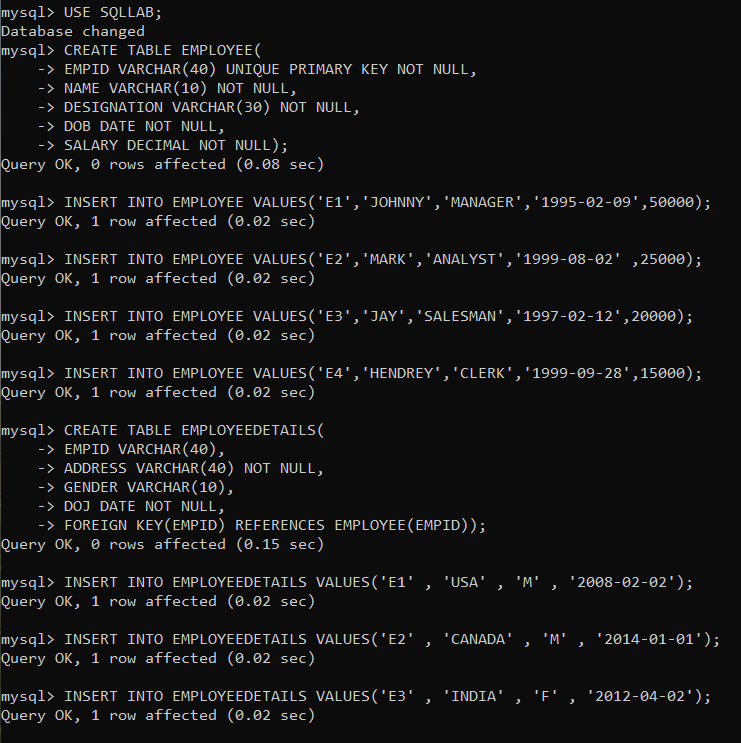 mysql> USE SQLLAB;
Database changed
mysql> CREATE TABLE EMPLOYEE(
    -> EMPID VARCHAR(40) UNIQUE PRIMARY KEY NOT NULL,
    -> NAME VARCHAR(10) NOT NULL,
    -> DESIGNATION VARCHAR(30) NOT NULL,
    -> DOB DATE NOT NULL,
    -> SALARY DECIMAL NOT NULL);
Query OK, 0 rows affected (0.08 sec)

mysql> INSERT INTO EMPLOYEE VALUES('E1','JOHNNY','MANAGER','1995-02-09',50000);
Query OK, 1 row affected (0.02 sec)

mysql> INSERT INTO EMPLOYEE VALUES('E2','MARK','ANALYST','1999-08-02' ,25000);
Query OK, 1 row affected (0.02 sec)

mysql> INSERT INTO EMPLOYEE VALUES('E3','JAY','SALESMAN','1997-02-12',20000);
Query OK, 1 row affected (0.02 sec)

mysql> INSERT INTO EMPLOYEE VALUES('E4','HENDREY','CLERK','1999-09-28',15000);
Query OK, 1 row affected (0.02 sec)

mysql> CREATE TABLE EMPLOYEEDETAILS(
    -> EMPID VARCHAR(40),
    -> ADDRESS VARCHAR(40) NOT NULL,
    -> GENDER VARCHAR(10),
    -> DOJ DATE NOT NULL,
    -> FOREIGN KEY(EMPID) REFERENCES EMPLOYEE(EMPID));
Query OK, 0 rows affected (0.15 sec)

mysql> INSERT INTO EMPLOYEEDETAILS VALUES('E1' , 'USA' , 'M' , '2008-02-02');
Query OK, 1 row affected (0.02 sec)

mysql> INSERT INTO EMPLOYEEDETAILS VALUES('E2' , 'CANADA' , 'M' , '2014-01-01');
Query OK, 1 row affected (0.02 sec)

mysql> INSERT INTO EMPLOYEEDETAILS VALUES('E3' , 'INDIA' , 'F' , '2012-04-02');
Query OK, 1 row affected (0.02 sec)